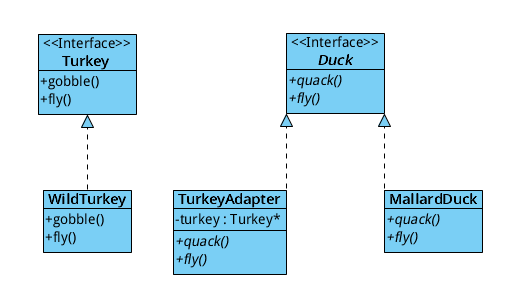 <<Interface>>
Turkey
+gobble()
+fly()
<<Interface>>
Duck
+quack()
+fly()
WildTurkey
+gobble()
+fly()
TurkeyAdapter
-turkey : Turkey*
+quack()
+fly()
MallardDuck
+quack()
+fly()